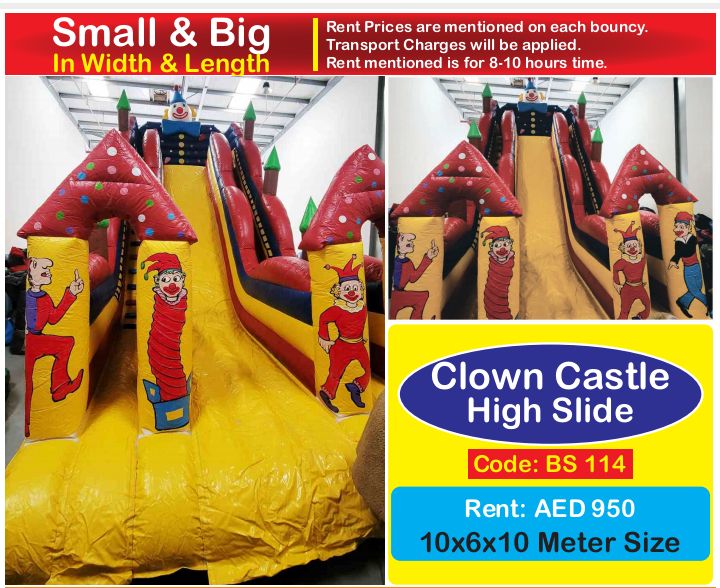 Small & Big
In Width & Length
Rent Prices are mentioned on each bouncy.
Transport Charges will be applied.
Rent mentioned is for 8-10 hours time.
Clown Castle
High Slide
Code: BS 114
Rent: AED 950
10x6x10 Meter Size